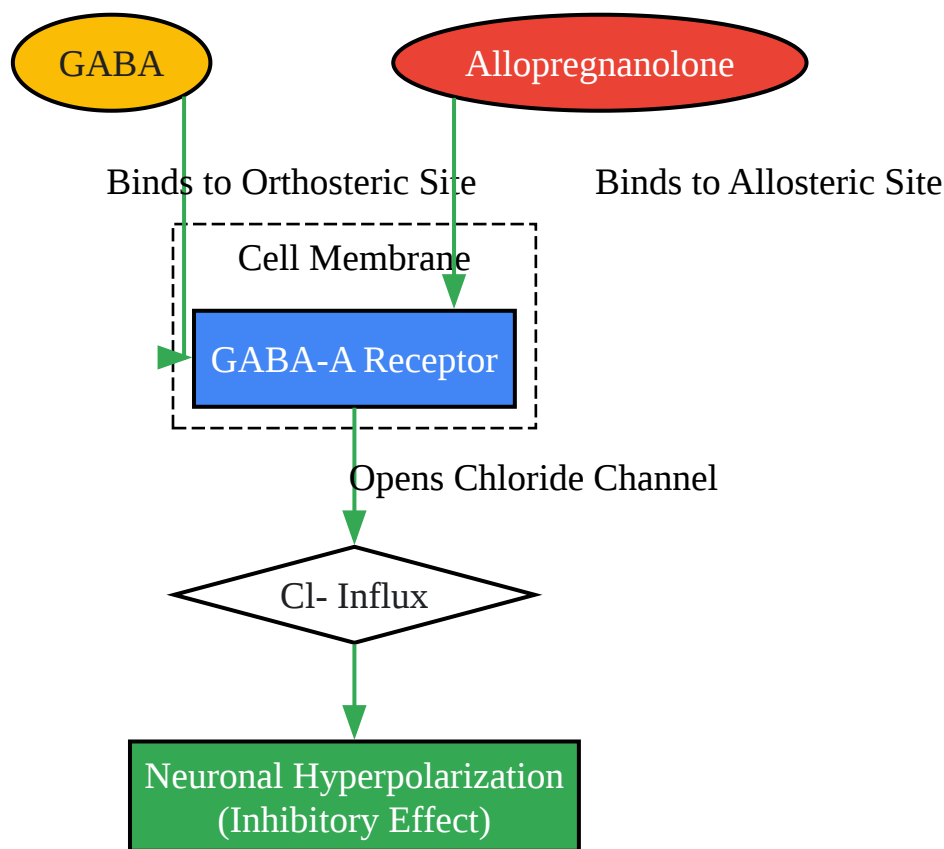 GABA
Allopregnanolone
Binds to Orthosteric Site
Binds to Allosteric Site
Cell Membrane
GABA-A Receptor
Opens Chloride Channel
Cl- Influx
Neuronal Hyperpolarization
(Inhibitory Effect)